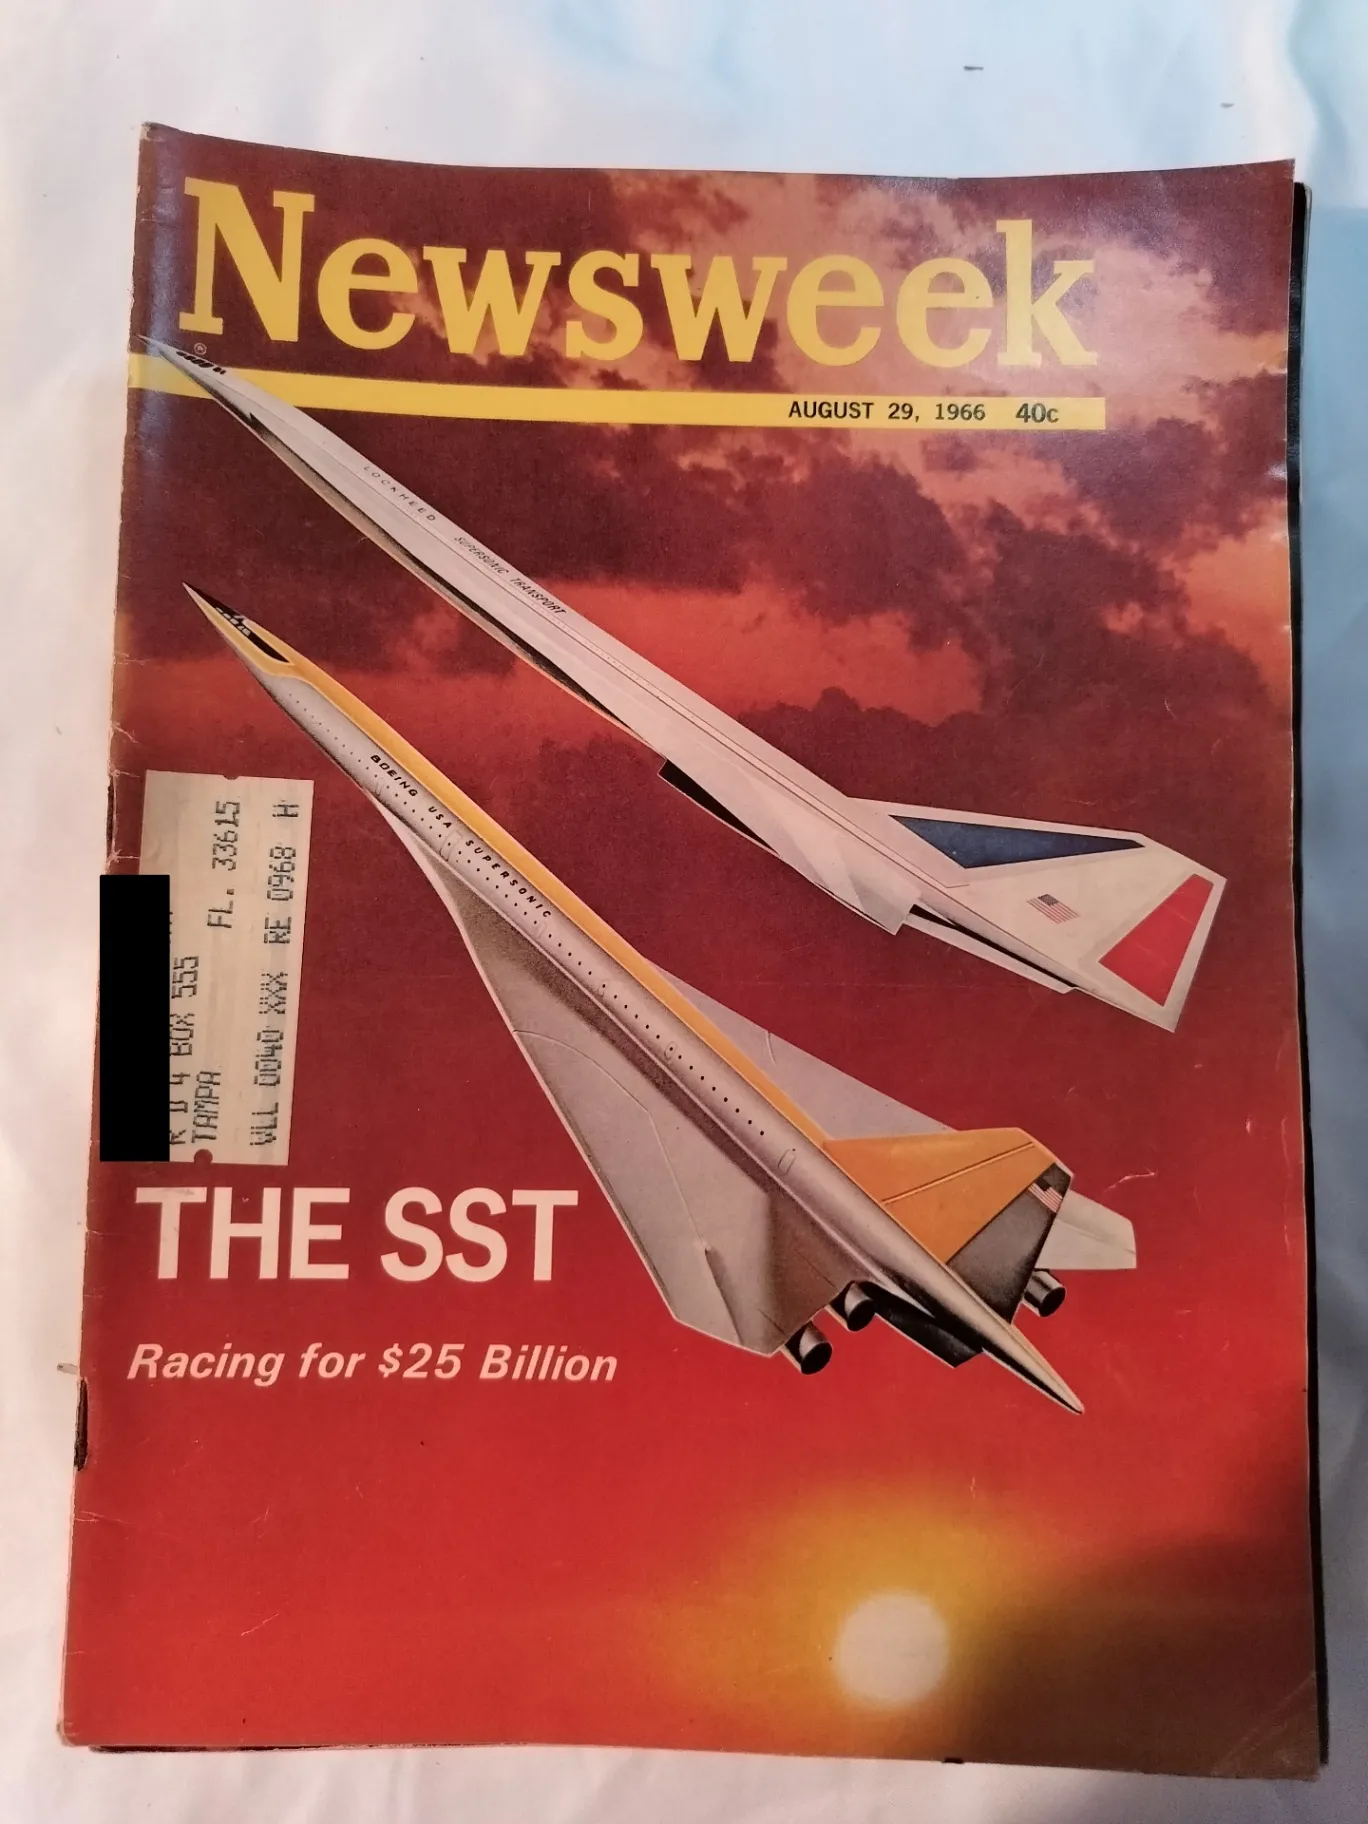 Newsweek
®
AUGUST 29, 1966 40c
LOCKHEED SUPERSONIC TRANSPORT
BOEING USA SUPERSONIC
R D 4 BOX 555
TAMPA FL. 33615
WLL 0040 XXX RE 0968 H
THE SST
Racing for $25 Billion